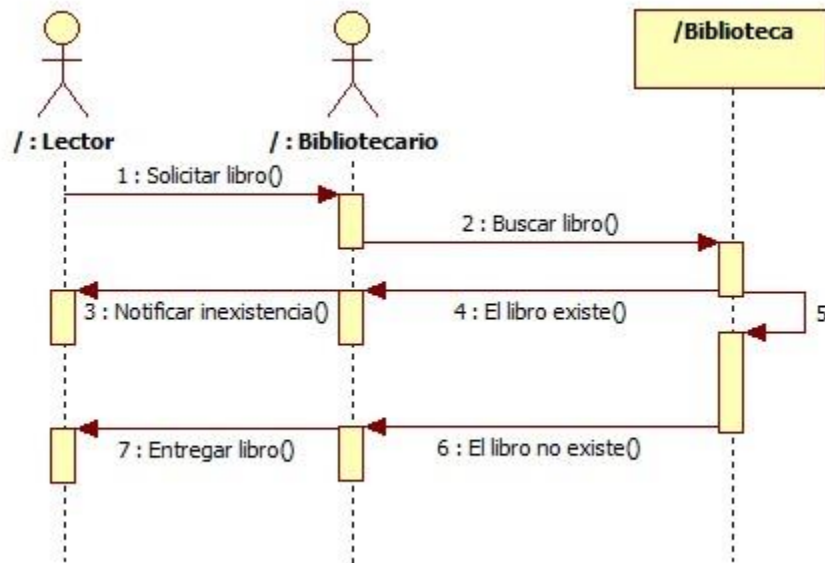 /Biblioteca
/ : Lector
/ : Bibliotecario
1 : Solicitar libro()
2 : Buscar libro()
3 : Notificar inexistencia()
4 : El libro existe()
5
7 : Entregar libro()
6 : El libro no existe()